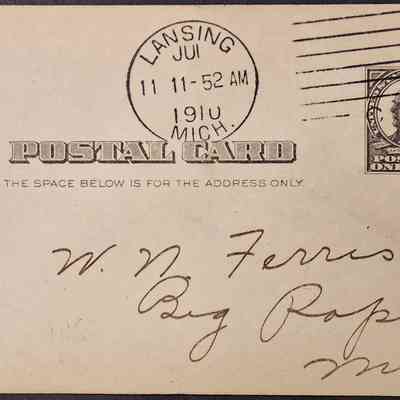 LANSING
JUL
11 11-52 AM
1910
MICH.
POSTAL CARD
THE SPACE BELOW IS FOR THE ADDRESS ONLY.
W. N. Ferris
Big Rap
M